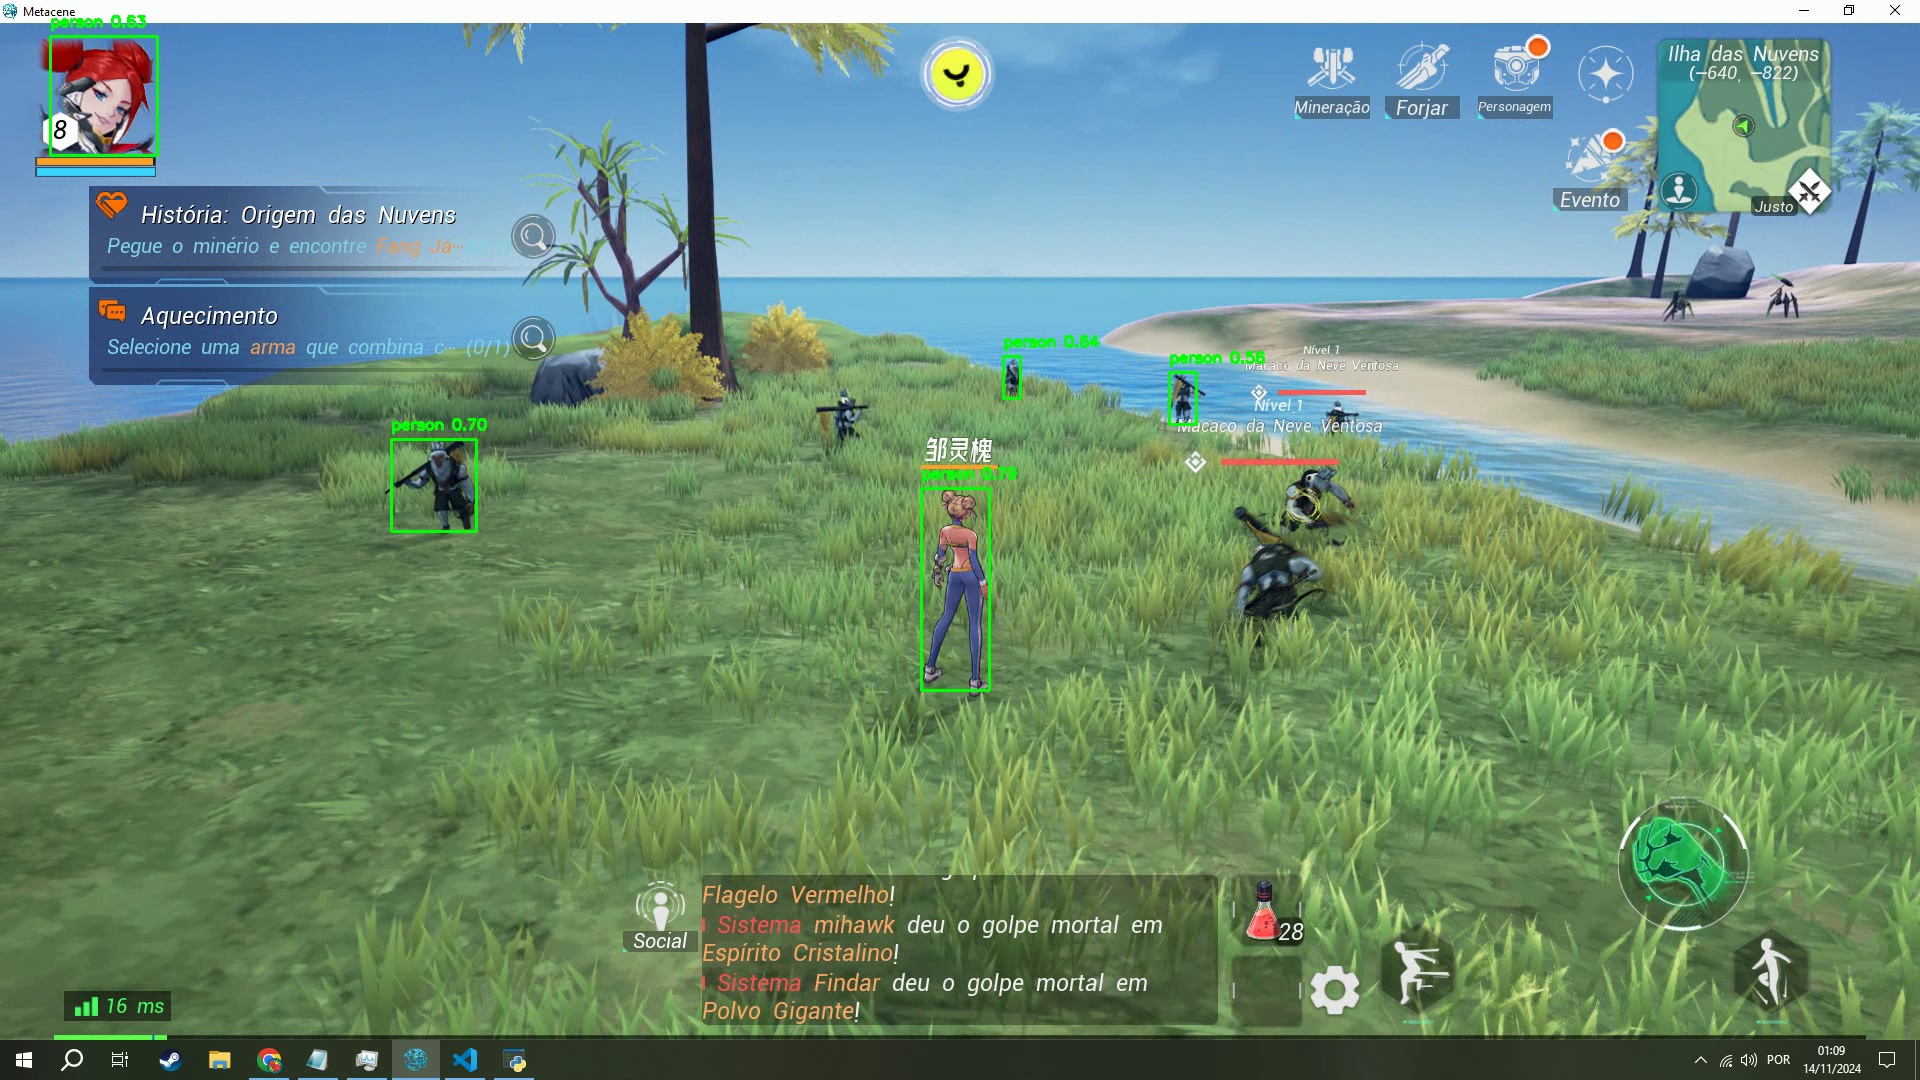 Metacene
person 0.63
8
História: Origem das Nuvens
Pegue o minério e encontre Fang Ja...
Aquecimento
Selecione uma arma que combina c... (0/1)
Mineração
Forjar
Personagem
Evento
Ilha das Nuvens
(-640, -822)
Justo
person 0.64
person 0.56
Nível 1
Macaco da Neve Ventosa
Nível 1
Macaco da Neve Ventosa
person 0.70
邹灵槐
person 0.79
Social
Flagelo Vermelho!
Sistema mihawk deu o golpe mortal em
Espírito Cristalino!
Sistema Findar deu o golpe mortal em
Polvo Gigante!
28
16 ms
POR
01:09
14/11/2024